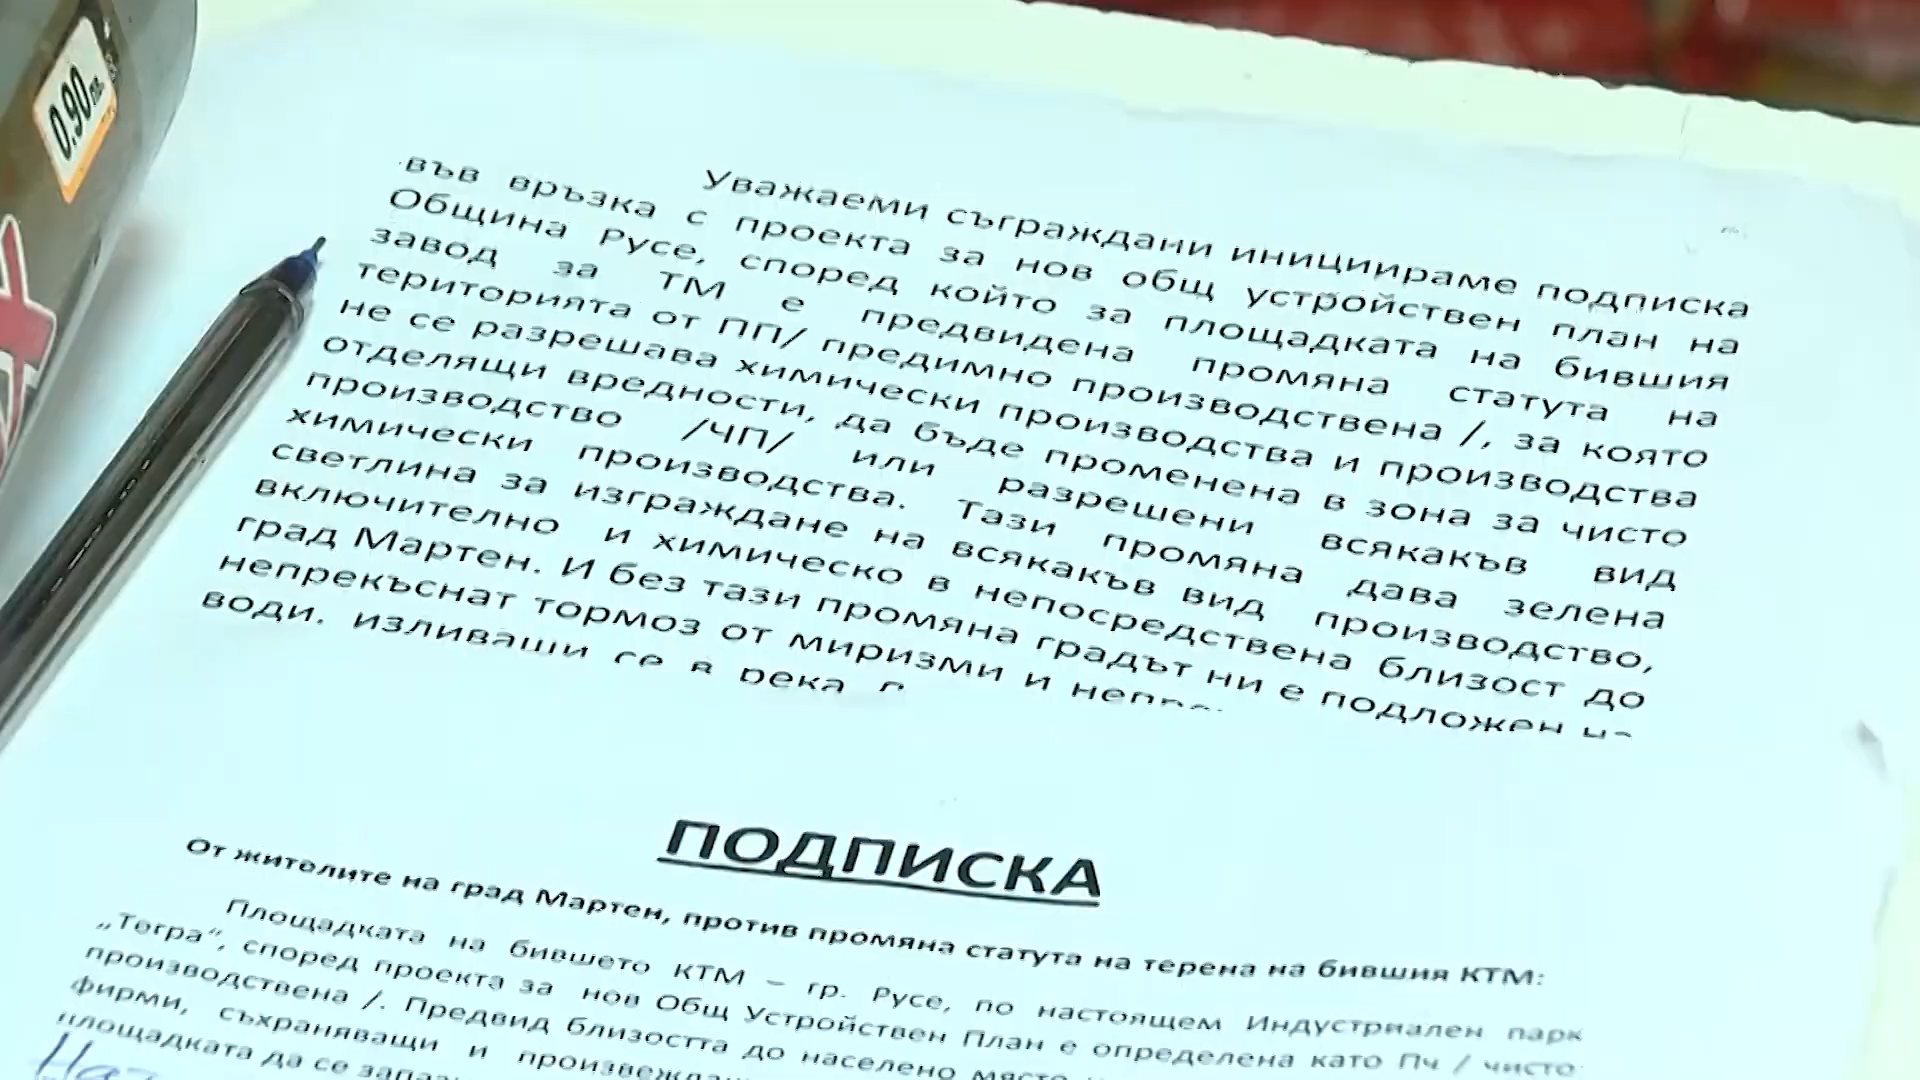 0.90 лв.
Уважаеми съграждани инициираме подписка
във връзка с проекта за нов общ устройствен план на
Община Русе, според който за площадката на бившия
завод за ТМ е предвидена промяна статута на
територията от ПП/ предимно производствена /, за която
не се разрешава химически производства и производства
отделящи вредности, да бъде променена в зона за чисто
производство /ЧП/ или разрешени всякакъв вид
химически производства. Тази промяна дава зелена
светлина за изграждане на всякакъв вид производство,
включително и химическо в непосредствена близост до
град Мартен. И без тази промяна градът ни е подложен на
непрекъснат тормоз от миризми и
води. изливащи се в река
ПОДПИСКА
От жителите на град Мартен, против промяна статута на терена на бившия КТМ:
Площадката на бившето КТМ – гр. Русе, по настоящем Индустриален парк
„Тегра“, според проекта за нов Общ Устройствен План е определена като Пч / чисто
производствена /. Предвид близостта до населено място
фирми, съхраняващи и
площадката да се